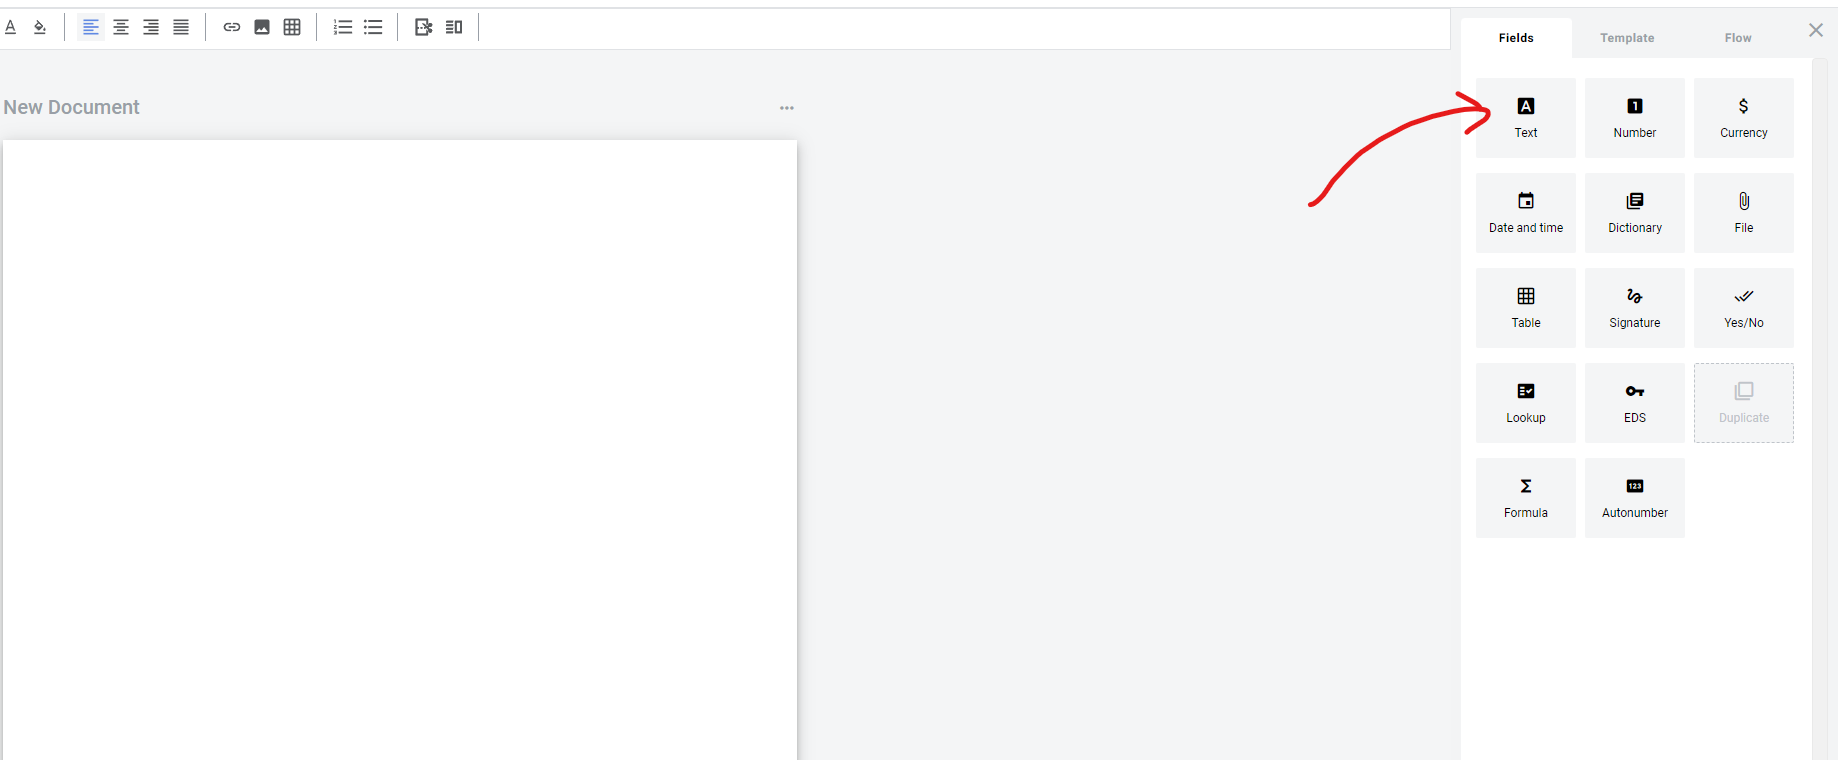 Fields Template Flow
New Document
Text Number Currency
Date and time Dictionary File
Table Signature Yes/No
Lookup EDS Duplicate
Formula Autonumber